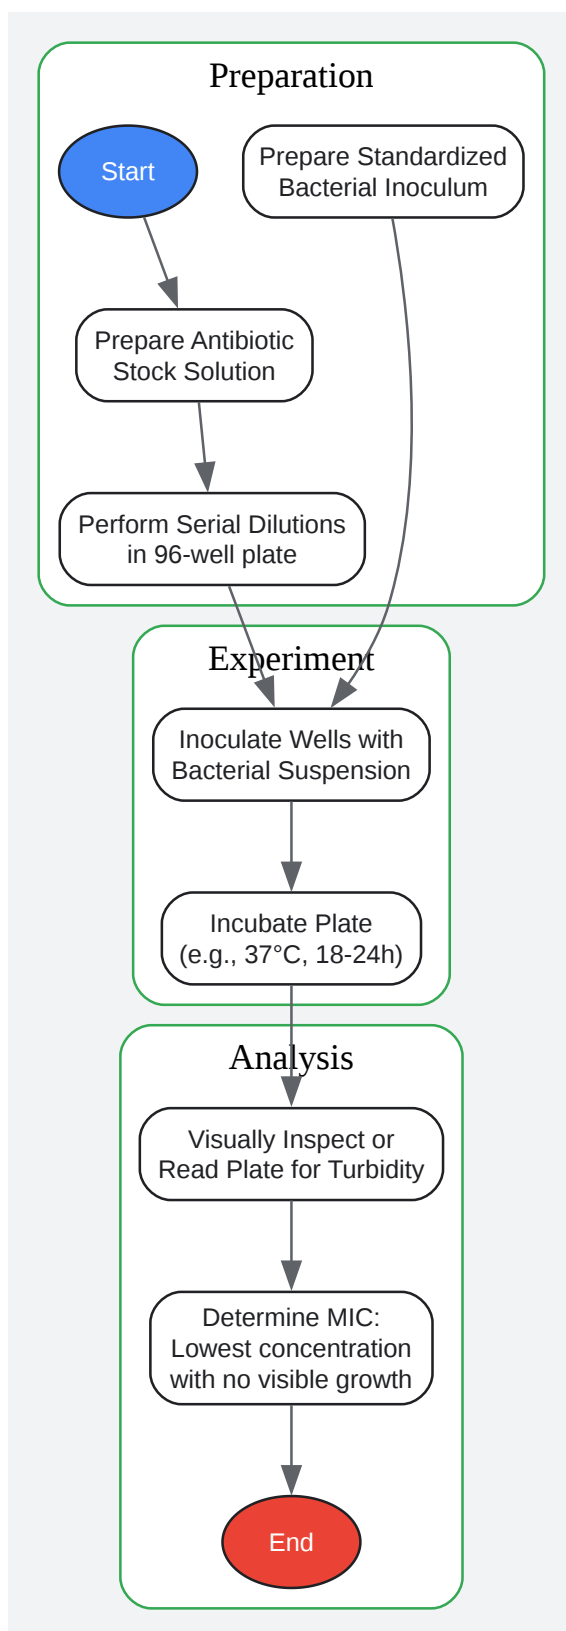 Preparation
Start
Prepare Standardized
Bacterial Inoculum
Prepare Antibiotic
Stock Solution
Perform Serial Dilutions
in 96-well plate
Experiment
Inoculate Wells with
Bacterial Suspension
Incubate Plate
(e.g., 37°C, 18-24h)
Analysis
Visually Inspect or
Read Plate for Turbidity
Determine MIC:
Lowest concentration
with no visible growth
End